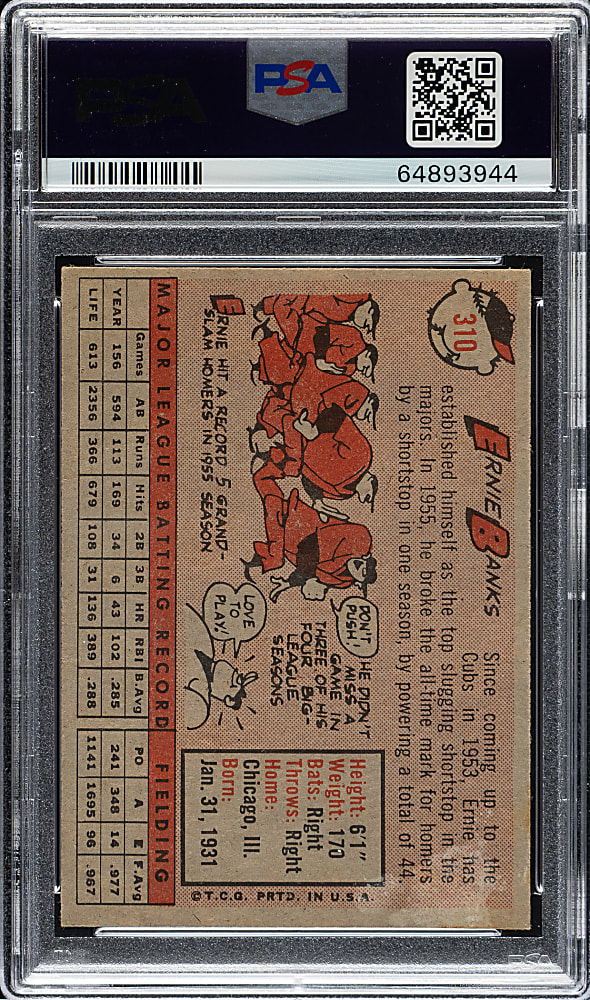 PSA
64893944
310
ERNIE BANKS
Since coming up to the
Cubs in 1953, Ernie has
established himself as the top slugging shortstop in the
majors. In 1955, he broke the all-time mark for homers
by a shortstop in one season, by powering a total of 44.
ERNIE HIT A RECORD 5 GRAND-
SLAM HOMERS IN 1955 SEASON
DON'T
PUSH!
HE DIDN'T
MISS A
GAME IN
THREE OF HIS
FOUR BIG-
LEAGUE
SEASONS
LOVE
TO
PLAY!
Height: 6'1"
Weight: 170
Bats: Right
Throws: Right
Home:
Chicago, Ill.
Born:
Jan. 31, 1931
© T.C.G. PRTD. IN U.S.A.
MAJOR LEAGUE BATTING RECORD FIELDING
Games AB Runs Hits 2B 3B HR RBI B.Avg PO A E F.Avg
YEAR 156 594 113 169 34 6 43 102 .285 241 348 14 .977
LIFE 613 2356 366 679 108 31 136 389 .288 1141 1695 96 .967
PSA